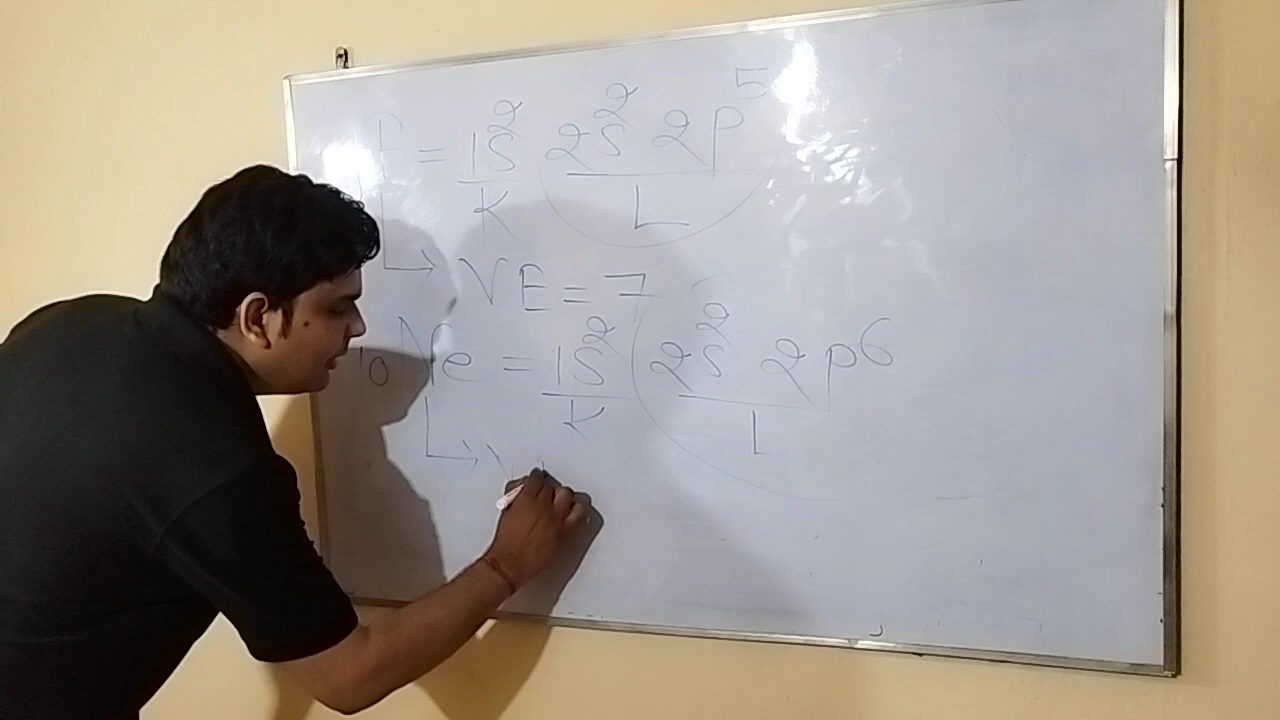 F = 1s² 2s² 2p⁵
K L
↳ VE = 7
10 Ne = 1s² 2s² 2p⁶
K L
↳ V